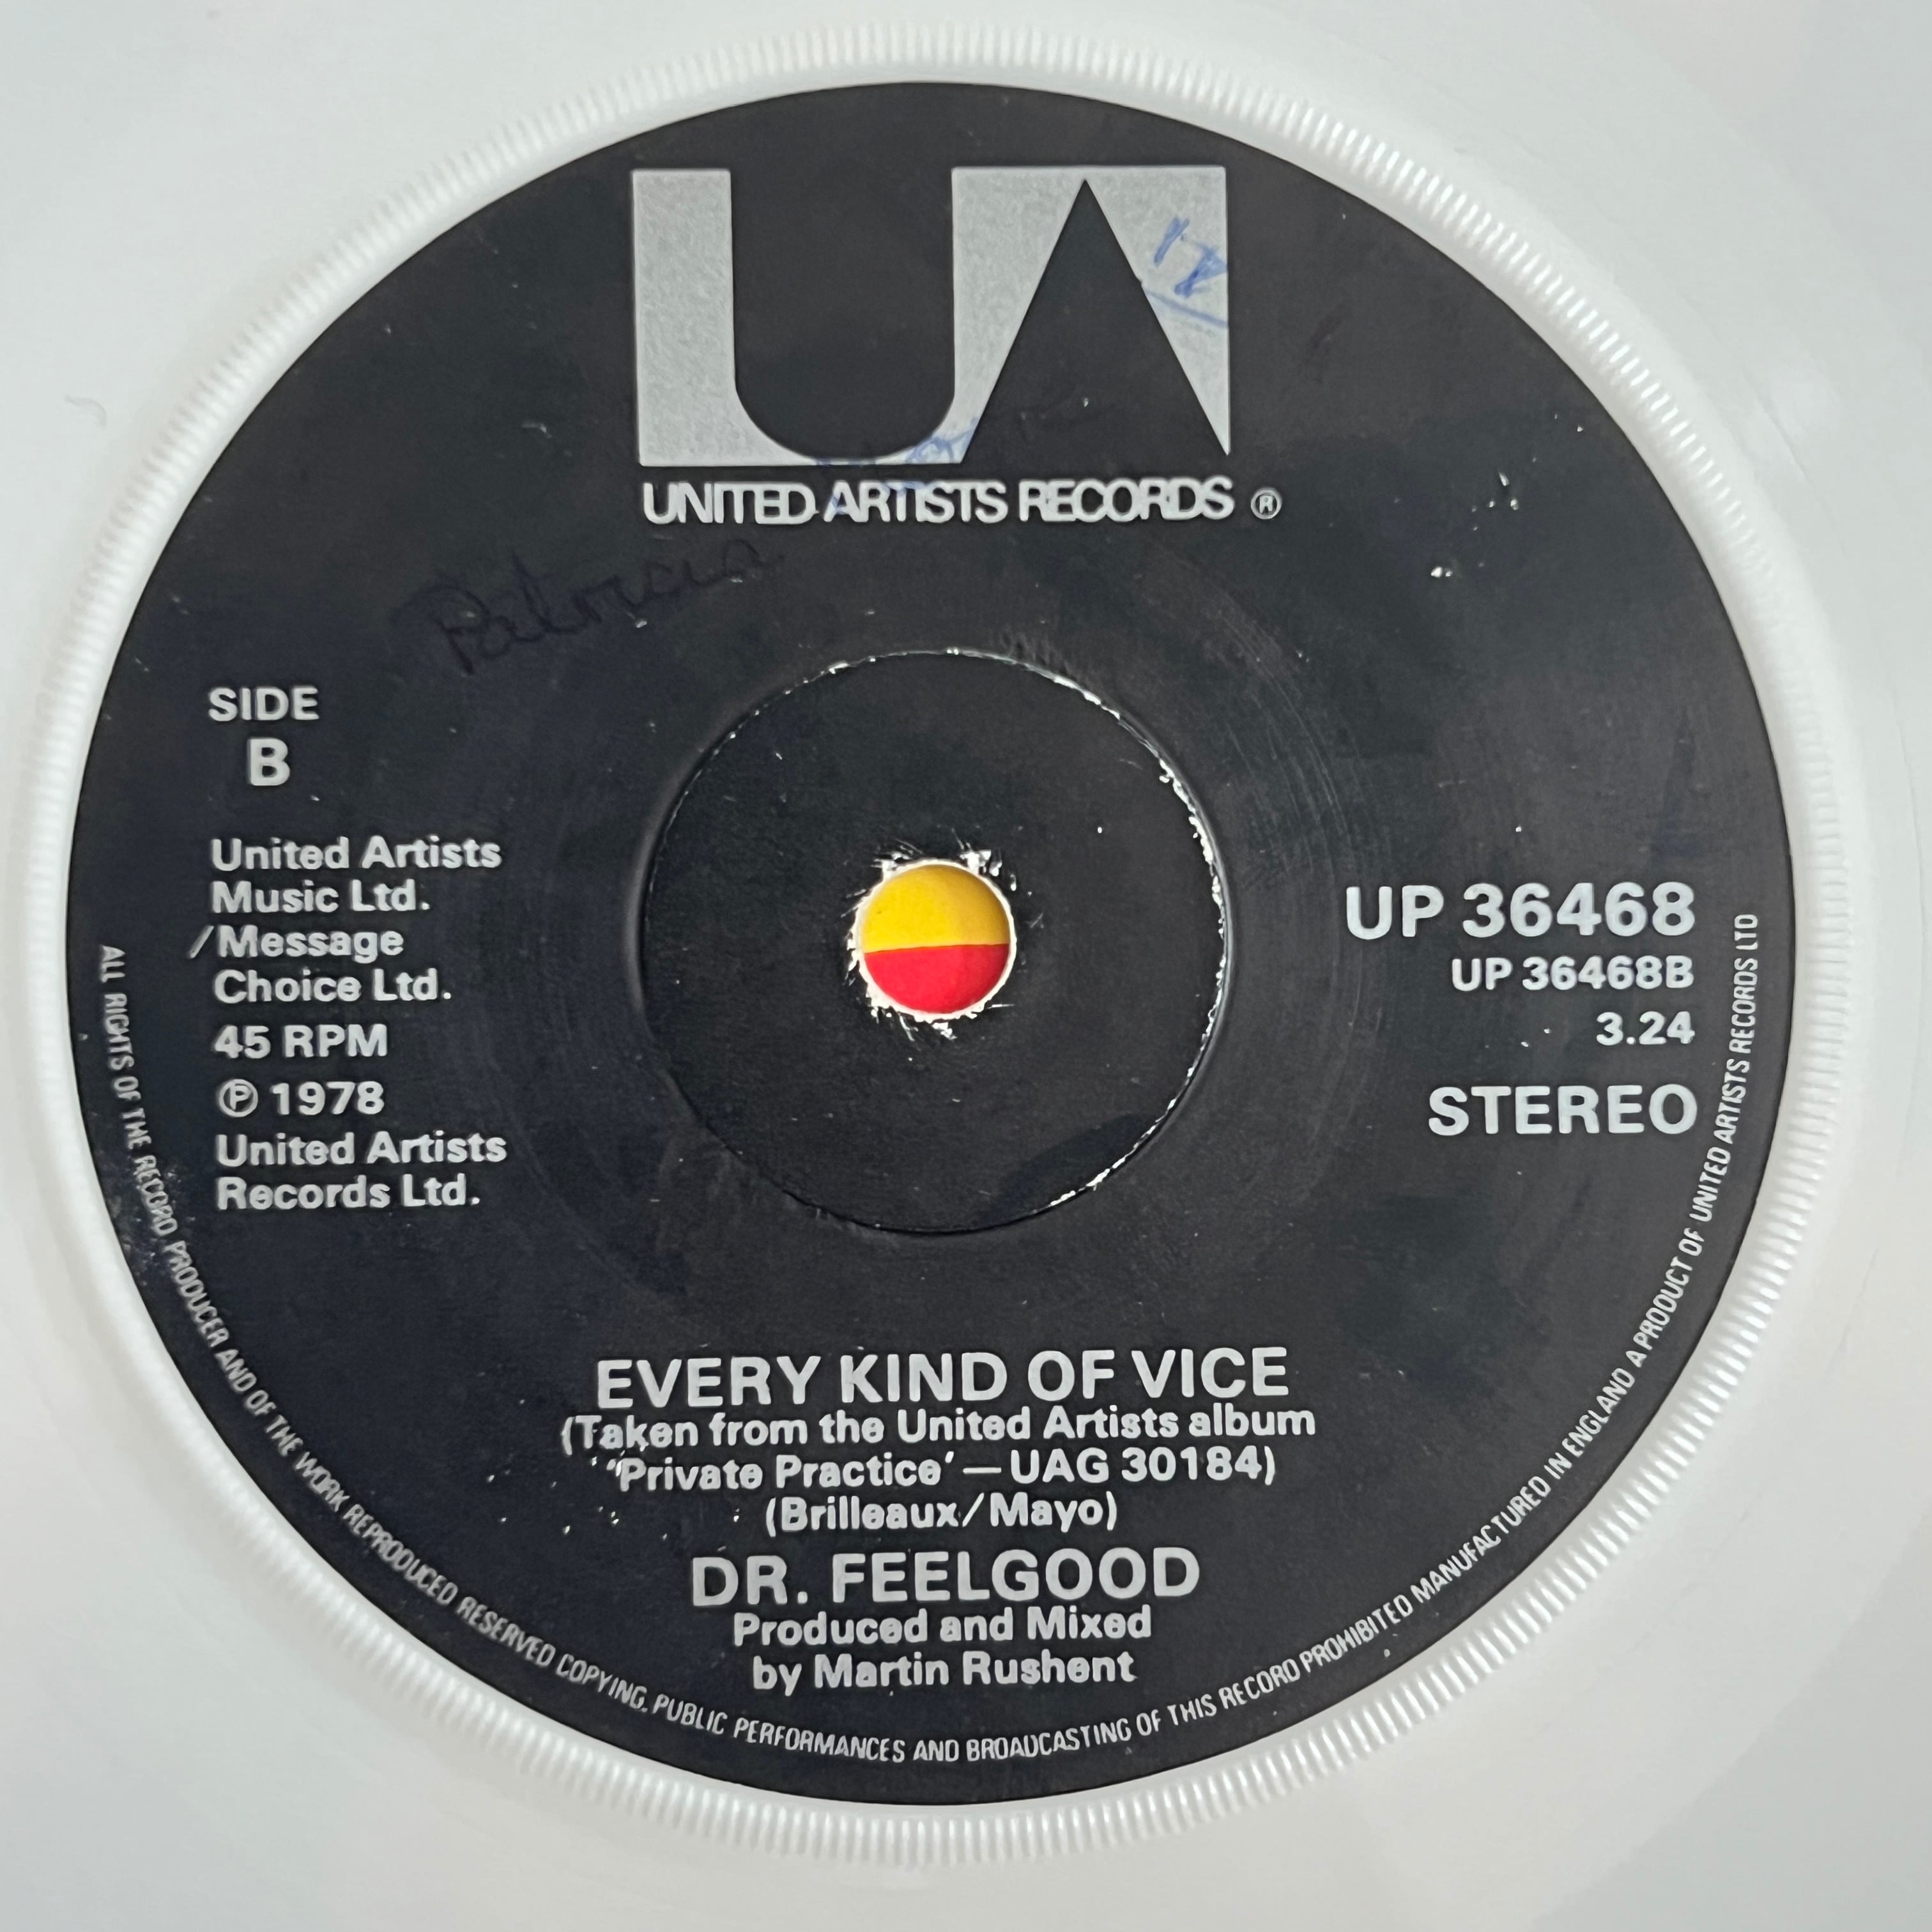 UA
UNITED ARTISTS RECORDS ®
Patricia
SIDE
B
United Artists
Music Ltd.
/Message
Choice Ltd.
45 RPM
℗ 1978
United Artists
Records Ltd.
UP 36468
UP 36468B
3.24
STEREO
EVERY KIND OF VICE
(Taken from the United Artists album
‘Private Practice’ — UAG 30184)
(Brilleaux/Mayo)
DR. FEELGOOD
Produced and Mixed
by Martin Rushent
ALL RIGHTS OF THE RECORD PRODUCER AND OF THE WORK REPRODUCED RESERVED COPYING, PUBLIC PERFORMANCES AND BROADCASTING OF THIS RECORD PROHIBITED MANUFACTURED IN ENGLAND A PRODUCT OF UNITED ARTISTS RECORDS LTD